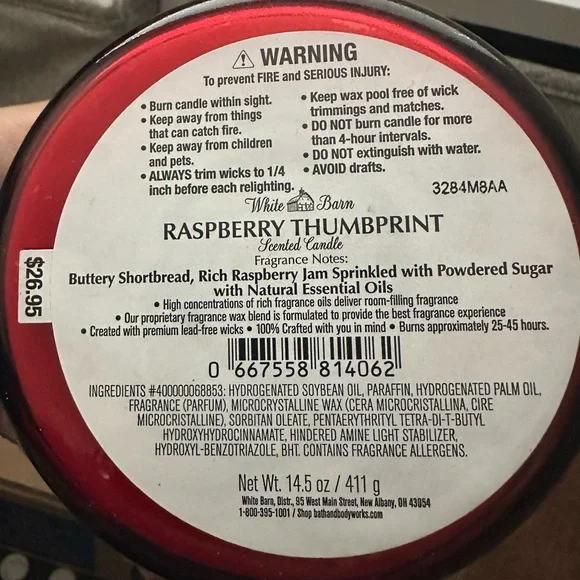 ⚠ WARNING
To prevent FIRE and SERIOUS INJURY:
• Burn candle within sight.
• Keep away from things
that can catch fire.
• Keep away from children
and pets.
• ALWAYS trim wicks to 1/4
inch before each relighting.
• Keep wax pool free of wick
trimmings and matches.
• DO NOT burn candle for more
than 4-hour intervals.
• DO NOT extinguish with water.
• AVOID drafts.
3284M8AA
White Barn
RASPBERRY THUMBPRINT
Scented Candle
Fragrance Notes:
Buttery Shortbread, Rich Raspberry Jam Sprinkled with Powdered Sugar
with Natural Essential Oils
• High concentrations of rich fragrance oils deliver room-filling fragrance
• Our proprietary fragrance wax blend is formulated to provide the best fragrance experience
• Created with premium lead-free wicks • 100% Crafted with you in mind • Burns approximately 25-45 hours.
$26.95
0 667558 814062
INGREDIENTS #400000068853: HYDROGENATED SOYBEAN OIL, PARAFFIN, HYDROGENATED PALM OIL,
FRAGRANCE (PARFUM), MICROCRYSTALLINE WAX (CERA MICROCRISTALLINA, CIRE
MICROCRISTALLINE), SORBITAN OLEATE, PENTAERYTHRITYL TETRA-DI-T-BUTYL
HYDROXYHYDROCINNAMATE, HINDERED AMINE LIGHT STABILIZER,
HYDROXYL-BENZOTRIAZOLE, BHT. CONTAINS FRAGRANCE ALLERGENS.
Net Wt. 14.5 oz / 411 g
White Barn, Distr., 95 West Main Street, New Albany, OH 43054
1-800-395-1001 / Shop bathandbodyworks.com